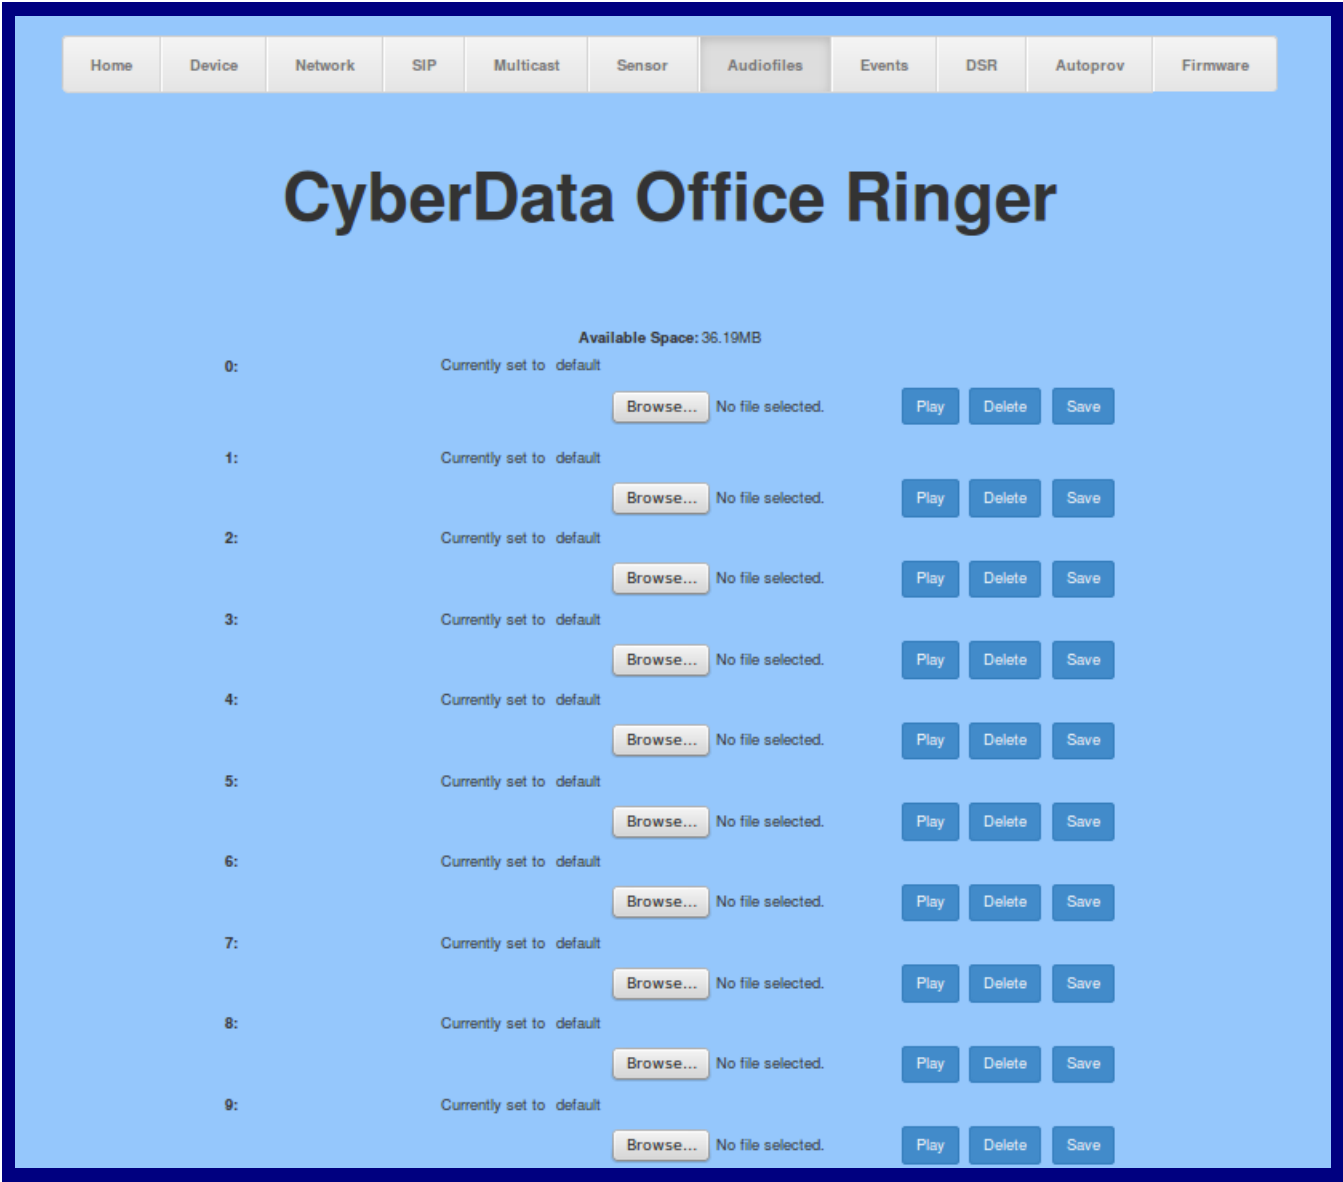 Home Device Network SIP Multicast Sensor Audiofiles Events DSR Autoprov Firmware
CyberData Office Ringer
Available Space: 36.19MB
0: Currently set to default
Browse... No file selected. Play Delete Save
1: Currently set to default
Browse... No file selected. Play Delete Save
2: Currently set to default
Browse... No file selected. Play Delete Save
3: Currently set to default
Browse... No file selected. Play Delete Save
4: Currently set to default
Browse... No file selected. Play Delete Save
5: Currently set to default
Browse... No file selected. Play Delete Save
6: Currently set to default
Browse... No file selected. Play Delete Save
7: Currently set to default
Browse... No file selected. Play Delete Save
8: Currently set to default
Browse... No file selected. Play Delete Save
9: Currently set to default
Browse... No file selected. Play Delete Save